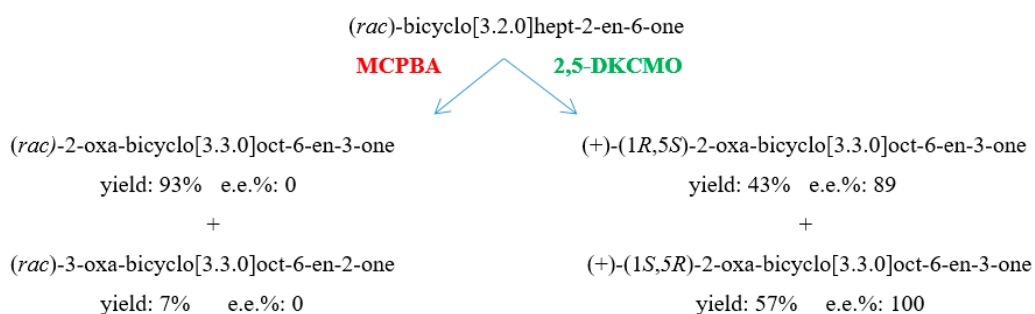 (rac)-bicyclo[3.2.0]hept-2-en-6-one
MCPBA 2,5-DKCMO
(rac)-2-oxa-bicyclo[3.3.0]oct-6-en-3-one
yield: 93% e.e.%: 0
+
(rac)-3-oxa-bicyclo[3.3.0]oct-6-en-2-one
yield: 7% e.e.%: 0
(+)-(1R,5S)-2-oxa-bicyclo[3.3.0]oct-6-en-3-one
yield: 43% e.e.%: 89
+
(+)-(1S,5R)-2-oxa-bicyclo[3.3.0]oct-6-en-3-one
yield: 57% e.e.%: 100